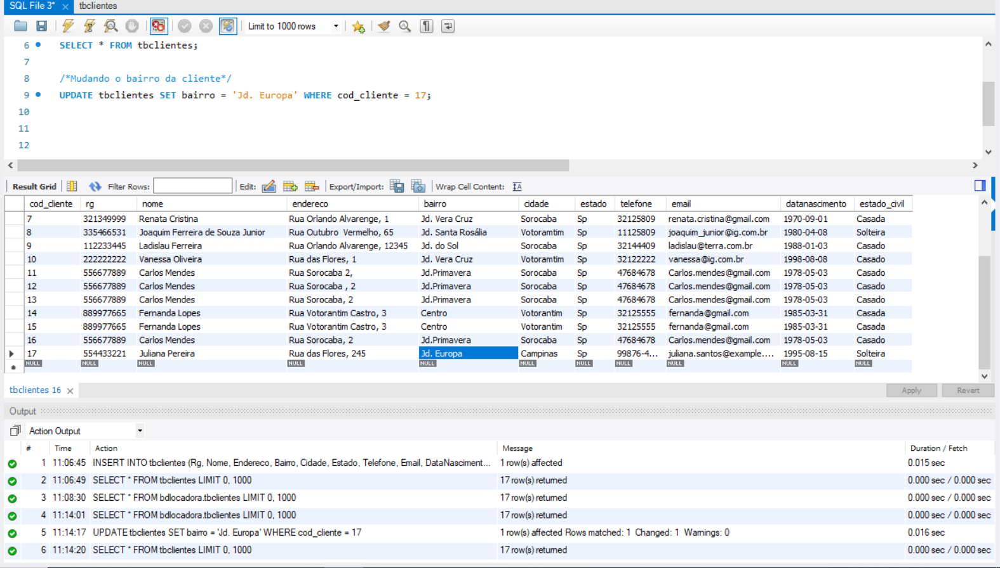 SQL File 3* tbclientes
Limit to 1000 rows
6 SELECT * FROM tbclientes;
7
8 /*Mudando o bairro da cliente*/
9 UPDATE tbclientes SET bairro = 'Jd. Europa' WHERE cod_cliente = 17;
10
11
12
Result Grid Filter Rows: Edit: Export/Import: Wrap Cell Content: IA
cod_cliente rg nome endereco bairro cidade estado telefone email datanascimento estado_civil
7 321349999 Renata Cristina Rua Orlando Alvarenge, 1 Jd. Vera Cruz Sorocaba Sp 32125809 renata.cristina@gmail.com 1970-09-01 Casada
8 335466531 Joaquim Ferreira de Souza Junior Rua Outubro Vermelho, 65 Jd. Santa Rosália Votoramtim Sp 11125809 joaquim_junior@ig.com.br 1980-04-08 Solteira
9 112233445 Ladislau Ferreira Rua Orlando Alvarenge, 12345 Jd. do Sol Sorocaba Sp 32144409 ladislau@terra.com.br 1988-01-03 Casado
10 222222222 Vanessa Oliveira Rua das Flores, 1 Jd. Vera Cruz Votoramtim Sp 32122222 vanessa@ig.com.br 1998-08-08 Casado
11 556677889 Carlos Mendes Rua Sorocaba 2, Jd.Primavera Sorocaba Sp 47684678 Carlos.mendes@gmail.com 1978-05-03 Casado
12 556677889 Carlos Mendes Rua Sorocaba , 2 Jd.Primavera Sorocaba Sp 47684678 Carlos.mendes@gmail.com 1978-05-03 Casado
13 556677889 Carlos Mendes Rua Sorocaba, 2 Jd.Primavera Sorocaba Sp 47684678 Carlos.mendes@gmail.com 1978-05-03 Casado
14 889977665 Fernanda Lopes Rua Votorantim Castro, 3 Centro Votorantim Sp 32125555 fernanda@gmail.com 1985-03-31 Casada
15 889977665 Fernanda Lopes Rua Votorantim Castro, 3 Centro Votorantim Sp 32125555 fernanda@gmail.com 1985-03-31 Casada
16 556677889 Carlos Mendes Rua Sorocaba, 2 Jd.Primavera Sorocaba Sp 47684678 Carlos.mendes@gmail.com 1978-05-03 Casado
17 554433221 Juliana Pereira Rua das Flores, 245 Jd. Europa Campinas Sp 99876-4... juliana.santos@example.... 1995-08-15 Solteira
NULL NULL NULL NULL NULL NULL NULL NULL NULL NULL NULL
tbclientes 16 Apply Revert
Output
Action Output
# Time Action Message Duration / Fetch
1 11:06:45 INSERT INTO tbclientes (Rg, Nome, Endereco, Bairro, Cidade, Estado, Telefone, Email, DataNasciment... 1 row(s) affected 0.015 sec
2 11:06:49 SELECT * FROM tbclientes LIMIT 0, 1000 17 row(s) returned 0.000 sec / 0.000 sec
3 11:08:30 SELECT * FROM bdlocadora.tbclientes LIMIT 0, 1000 17 row(s) returned 0.000 sec / 0.000 sec
4 11:14:01 SELECT * FROM bdlocadora.tbclientes LIMIT 0, 1000 17 row(s) returned 0.000 sec / 0.000 sec
5 11:14:17 UPDATE tbclientes SET bairro = 'Jd. Europa' WHERE cod_cliente = 17 1 row(s) affected Rows matched: 1 Changed: 1 Warnings: 0 0.016 sec
6 11:14:20 SELECT * FROM tbclientes LIMIT 0, 1000 17 row(s) returned 0.000 sec / 0.000 sec